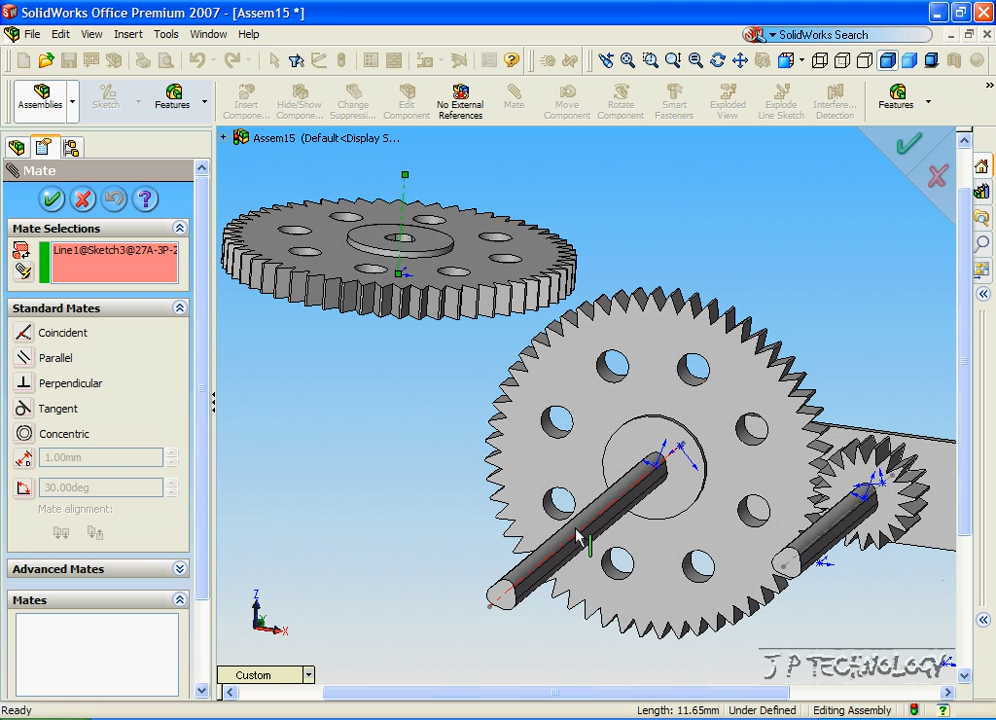 SolidWorks Office Premium 2007 - [Assem15 *]
File Edit View Insert Tools Window Help
SolidWorks Search
Assemblies
Sketch
Features
Insert Compone...
Hide/Show Compone...
Change Suppressi...
Edit Component
No External References
Mate
Move Component
Rotate Component
Smart Fasteners
Exploded View
Explode Line Sketch
Interfere... Detection
Features
Assem15 (Default<Display S...
Mate
Mate Selections
Line1@Sketch3@27A-3P-2
Standard Mates
Coincident
Parallel
Perpendicular
Tangent
Concentric
1.00mm
30.00deg
Mate alignment:
Advanced Mates
Mates
Z
X
Custom
J P TECHNOLOGY
Ready
Length: 11.65mm Under Defined Editing Assembly